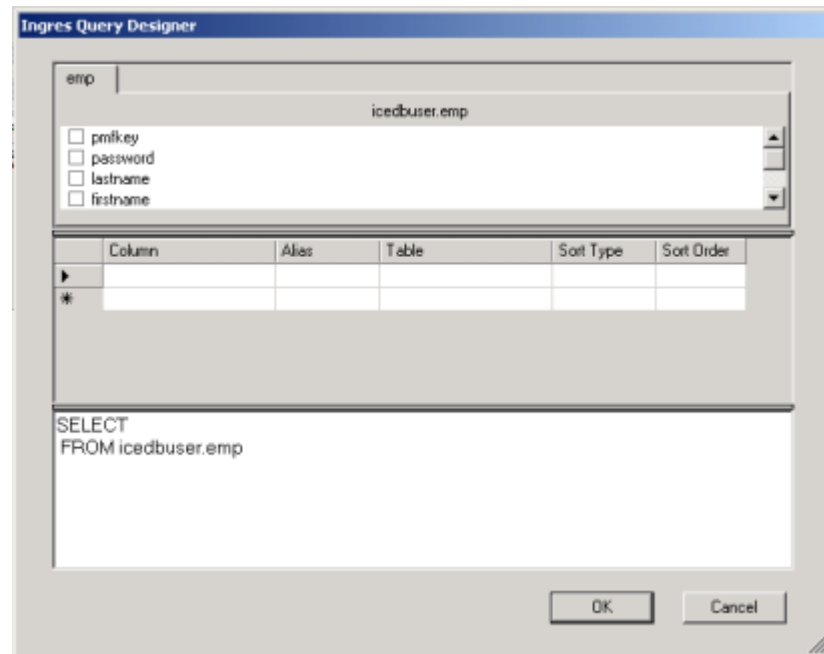 Ingres Query Designer
emp
icedbuser.emp
pmfkey
password
lastname
firstname
Column Alias Table Sort Type Sort Order
SELECT
FROM icedbuser.emp
OK Cancel